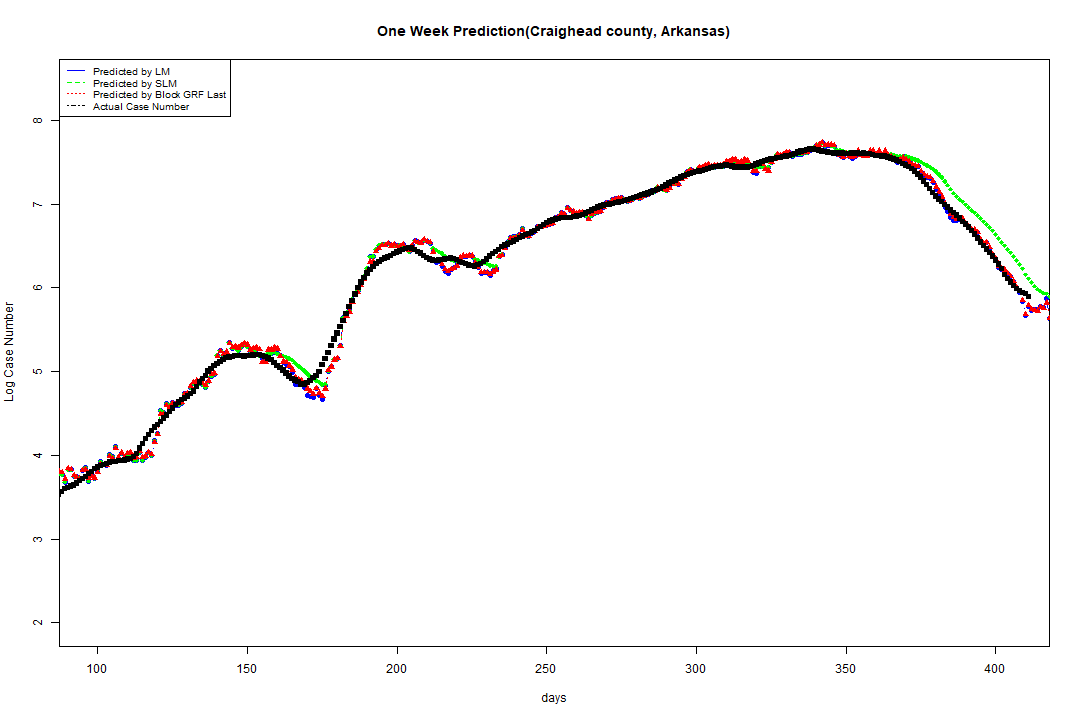 One Week Prediction(Craighead county, Arkansas)
Predicted by LM
Predicted by SLM
Predicted by Block GRF Last
Actual Case Number
Log Case Number
8
7
6
5
4
3
2
100 150 200 250 300 350 400
days